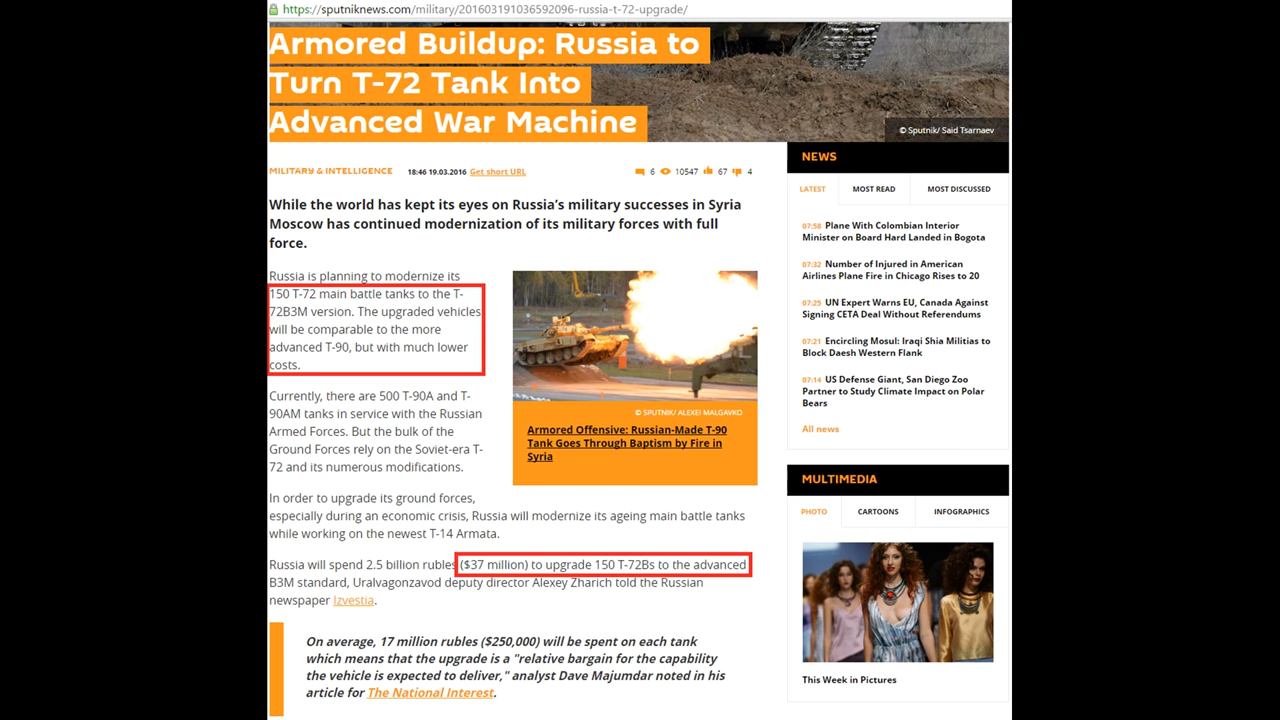 https://sputniknews.com/military/201603191036592096-russia-t-72-upgrade/
Armored Buildup: Russia to
Turn T-72 Tank Into
Advanced War Machine
© Sputnik/ Said Tsarnaev
MILITARY & INTELLIGENCE 18:46 19.03.2016 Get short URL 6 10547 67 4
While the world has kept its eyes on Russia's military successes in Syria
Moscow has continued modernization of its military forces with full
force.
Russia is planning to modernize its
150 T-72 main battle tanks to the T-
72B3M version. The upgraded vehicles
will be comparable to the more
advanced T-90, but with much lower
costs.
Currently, there are 500 T-90A and T-
90AM tanks in service with the Russian
Armed Forces. But the bulk of the
Ground Forces rely on the Soviet-era T-
72 and its numerous modifications.
© SPUTNIK/ ALEXEI MALGAVKO
Armored Offensive: Russian-Made T-90
Tank Goes Through Baptism by Fire in
Syria
In order to upgrade its ground forces,
especially during an economic crisis, Russia will modernize its ageing main battle tanks
while working on the newest T-14 Armata.
Russia will spend 2.5 billion rubles ($37 million) to upgrade 150 T-72Bs to the advanced
B3M standard, Uralvagonzavod deputy director Alexey Zharich told the Russian
newspaper Izvestia.
On average, 17 million rubles ($250,000) will be spent on each tank
which means that the upgrade is a "relative bargain for the capability
the vehicle is expected to deliver," analyst Dave Majumdar noted in his
article for The National Interest.
NEWS
LATEST MOST READ MOST DISCUSSED
07:58 Plane With Colombian Interior
Minister on Board Hard Landed in Bogota
07:32 Number of Injured in American
Airlines Plane Fire in Chicago Rises to 20
07:25 UN Expert Warns EU, Canada Against
Signing CETA Deal Without Referendums
07:21 Encircling Mosul: Iraqi Shia Militias to
Block Daesh Western Flank
07:14 US Defense Giant, San Diego Zoo
Partner to Study Climate Impact on Polar
Bears
All news
MULTIMEDIA
PHOTO CARTOONS INFOGRAPHICS
This Week in Pictures